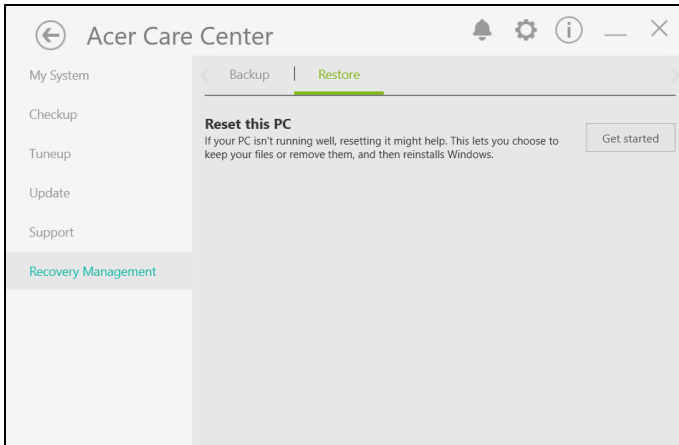 Acer Care Center
My System
Checkup
Tuneup
Update
Support
Recovery Management
Backup | Restore
Reset this PC
If your PC isn't running well, resetting it might help. This lets you choose to
keep your files or remove them, and then reinstalls Windows.
Get started